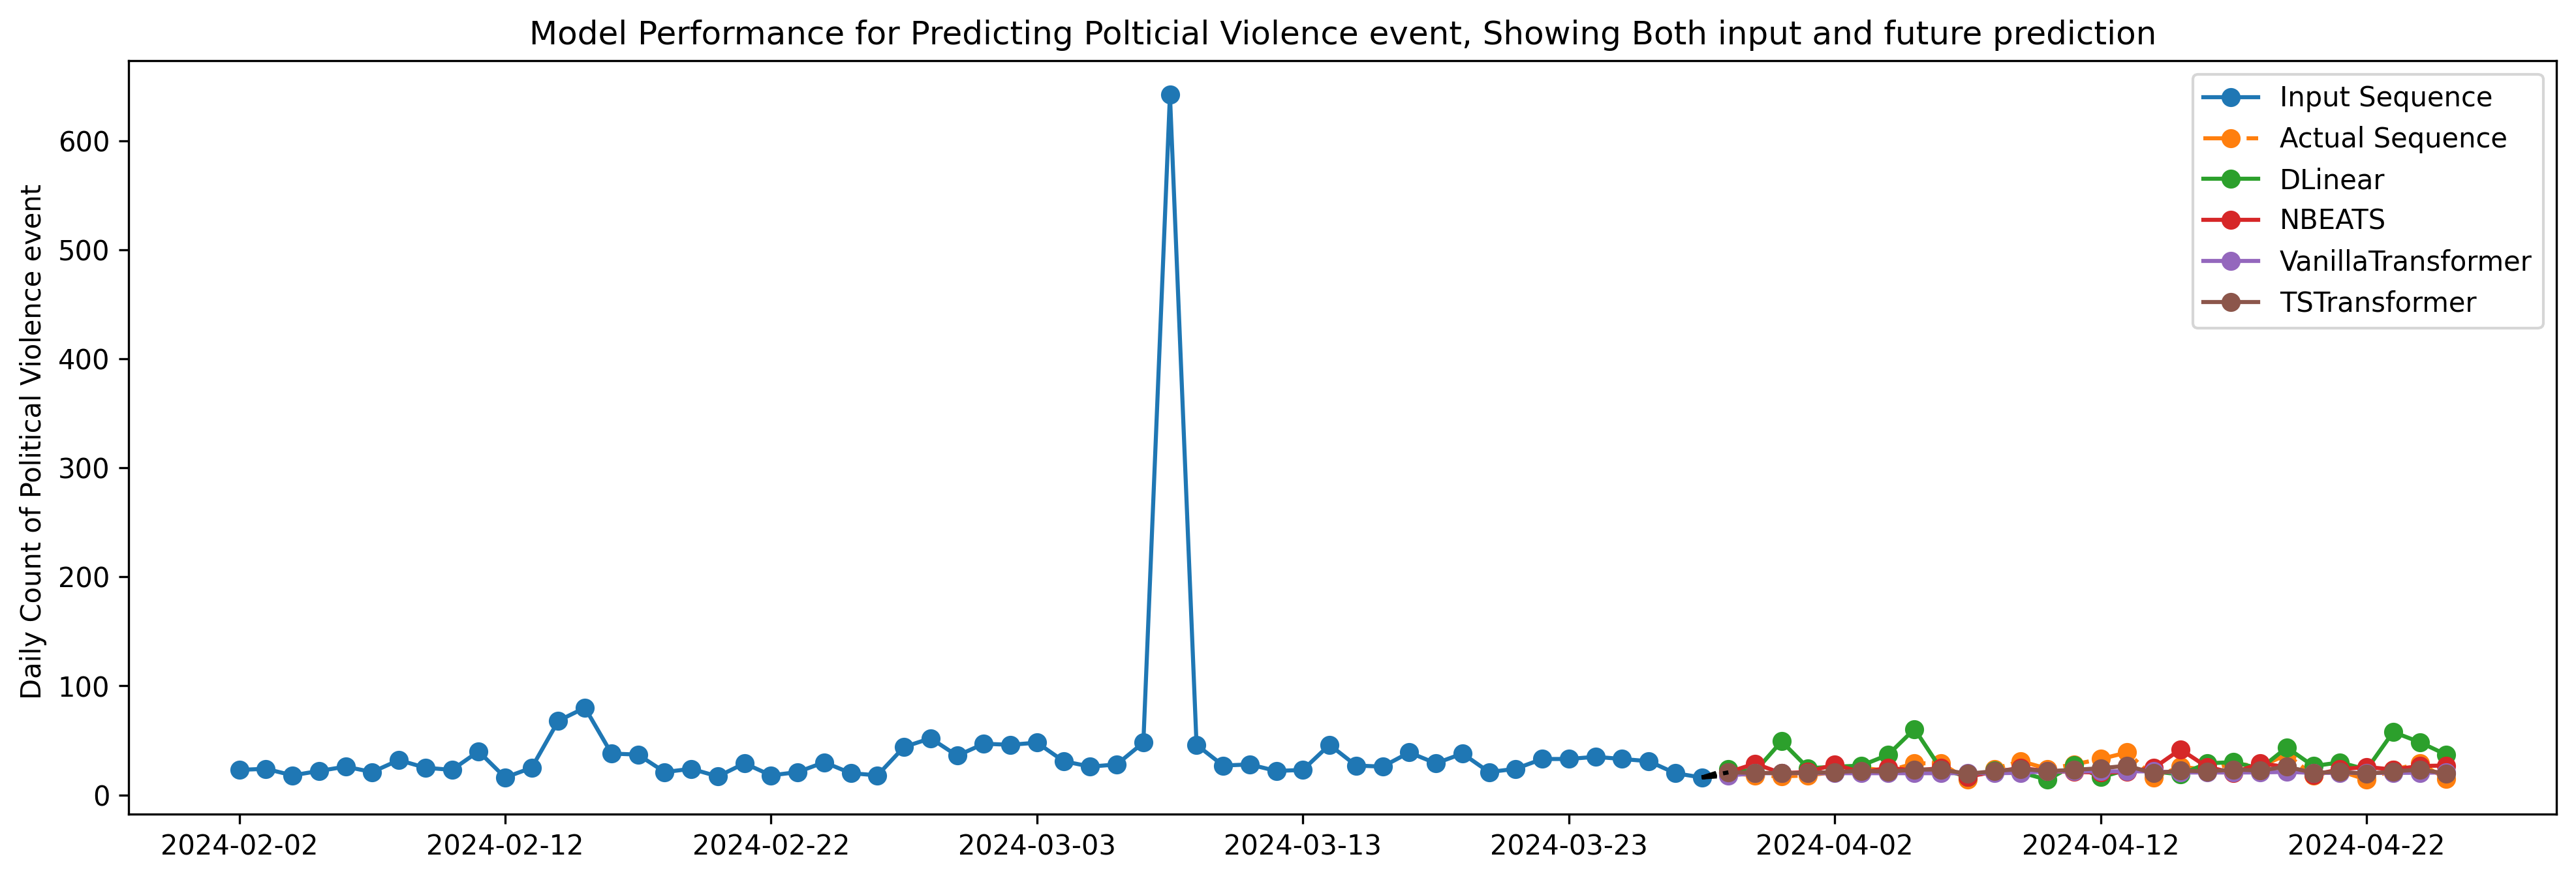 Model Performance for Predicting Polticial Violence event, Showing Both input and future prediction
Daily Count of Political Violence event
600
500
400
300
200
100
0
2024-02-02
2024-02-12
2024-02-22
2024-03-03
2024-03-13
2024-03-23
2024-04-02
2024-04-12
2024-04-22
Input Sequence
Actual Sequence
DLinear
NBEATS
VanillaTransformer
TSTransformer